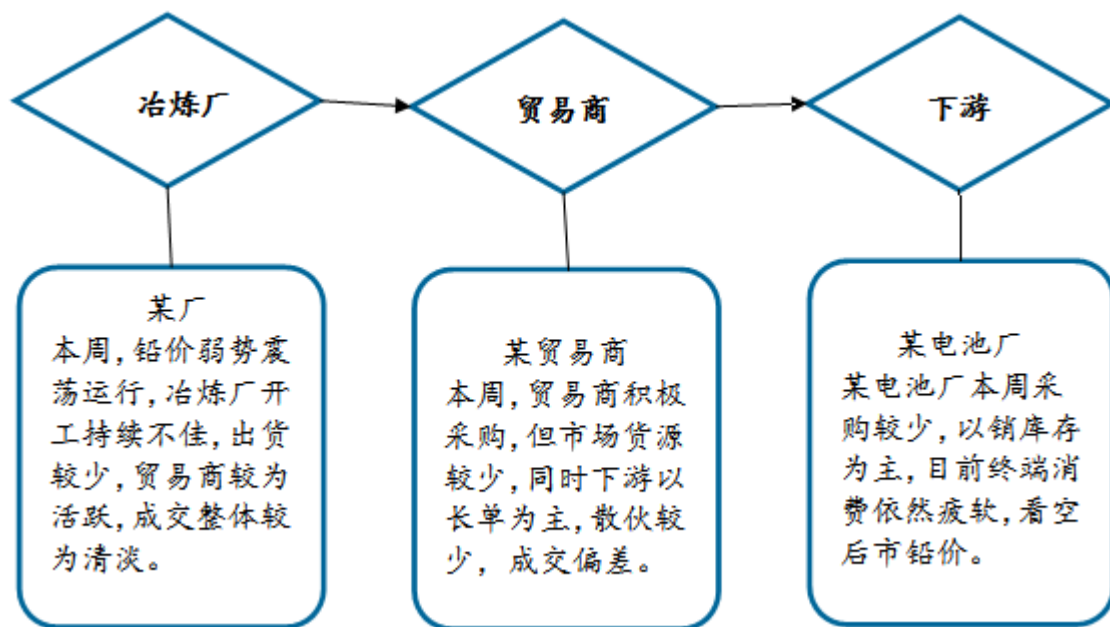 冶炼厂
贸易商
下游
某厂
本周,铅价弱势震
荡运行,冶炼厂开
工持续不佳,出货
较少,贸易商较为
活跃,成交整体较
为清淡。
某贸易商
本周,贸易商积极
采购,但市场货源
较少,同时下游以
长单为主,散伙较
少, 成交偏差。
某电池厂
某电池厂本周采
购较少,以销库存
为主,目前终端消
费依然疲软,看空
后市铅价。